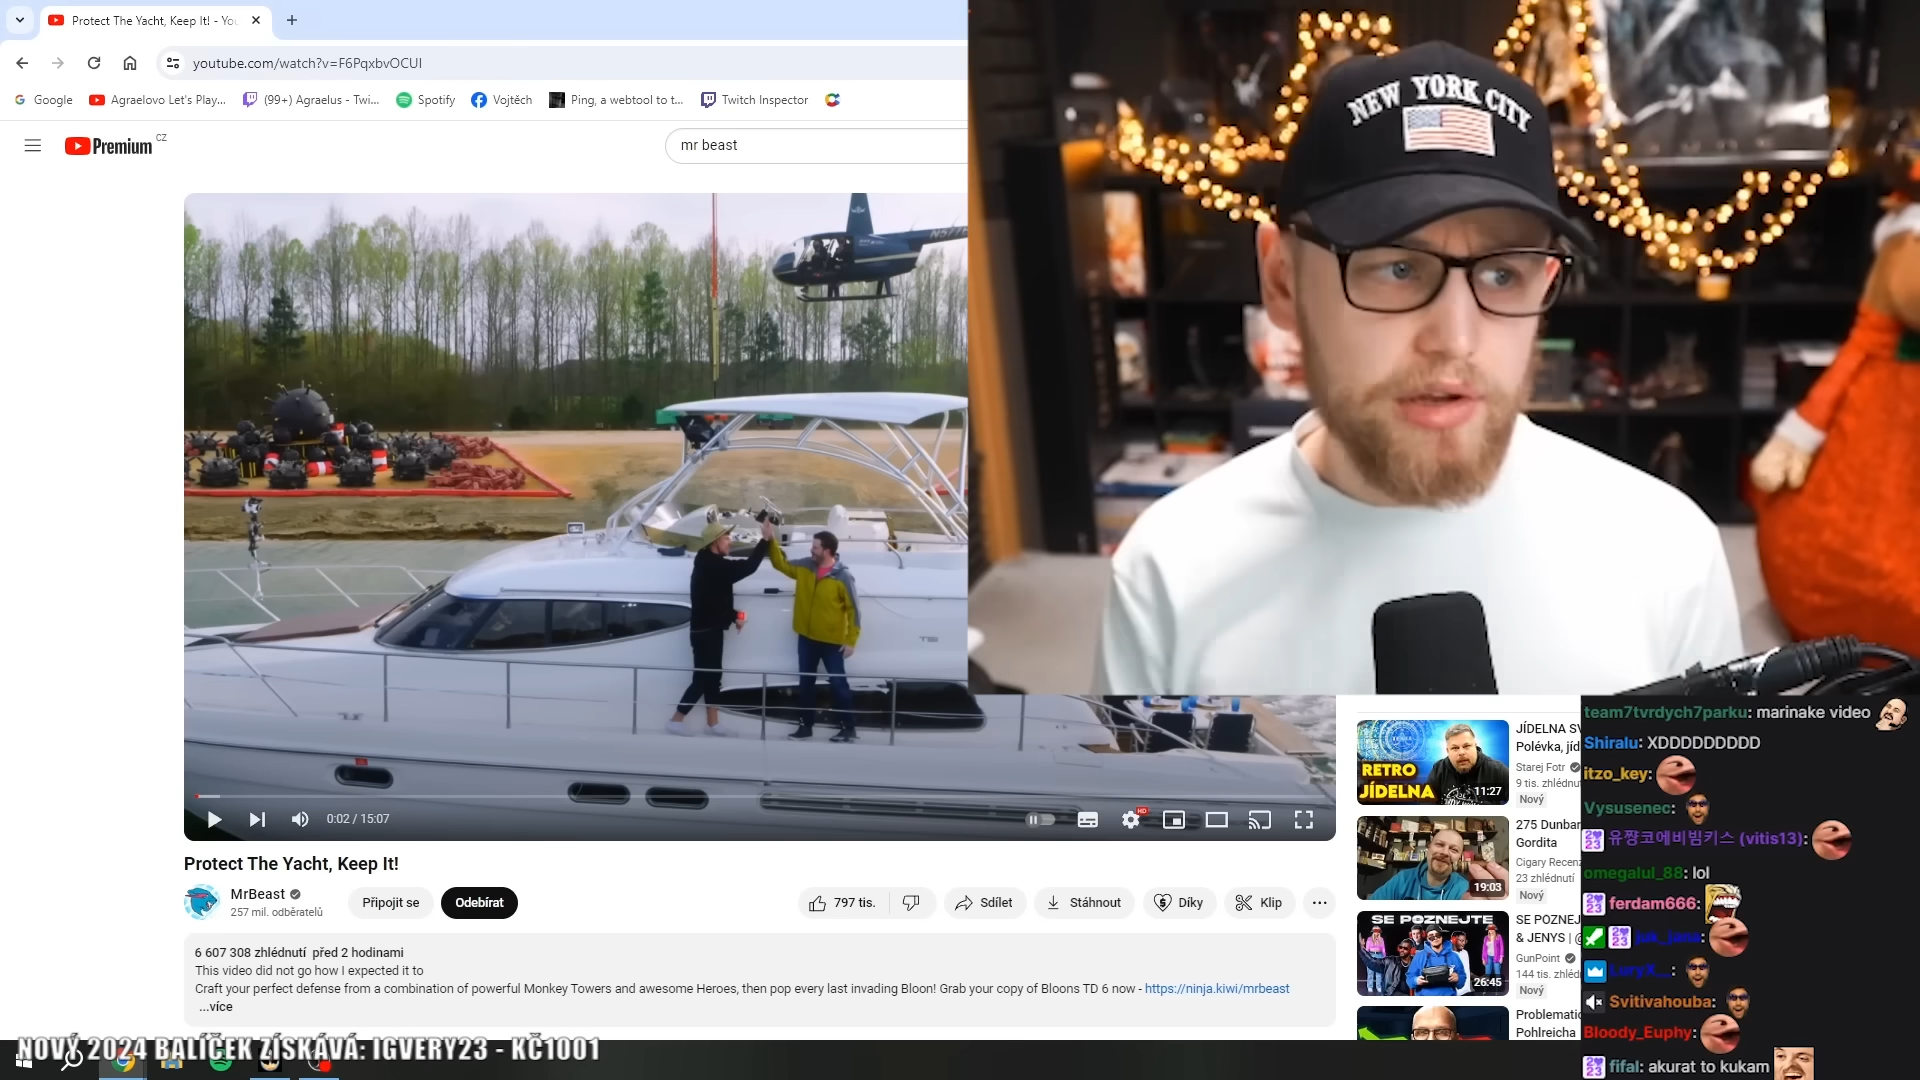 Protect The Yacht, Keep It! - You
youtube.com/watch?v=F6PqxbvOCUI
Google
Agraelovo Let's Play...
(99+) Agraelus - Twi...
Spotify
Vojtěch
Ping, a webtool to t...
Twitch Inspector
Premium CZ
mr beast
NEW YORK CITY
0:02 / 15:07
HD
Protect The Yacht, Keep It!
MrBeast
257 mil. odběratelů
Připojit se
Odebírat
797 tis.
Sdílet
Stáhnout
Díky
Klip
6 607 308 zhlédnutí před 2 hodinami
This video did not go how I expected it to
Craft your perfect defense from a combination of powerful Monkey Towers and awesome Heroes, then pop every last invading Bloon! Grab your copy of Bloons TD 6 now - https://ninja.kiwi/mrbeast
...více
RETRO
JÍDELNA
11:27
JÍDELNA SV
Polévka, jíd
Starej Fotr
9 tis. zhlédnu
Nový
19:03
275 Dunbar
Gordita
Cigary Recenz
23 zhlédnutí
Nový
SE POZNEJTE
26:45
SE POZNEJ
& JENYS | @
GunPoint
144 tis. zhléd
Nový
Problematic
Pohlreicha
team7tvrdych7parku: marinake video
Shiralu: XDDDDDDDDD
itzo_key:
Vysusenec:
유쨩코에비빔키스 (vitis13):
omegalul_88: lol
ferdam666:
Svitivahouba:
Bloody_Euphy:
fifal: akurat to kukam
NOVÝ 2024 BALÍČEK ZÍSKÁVÁ: IGVERY23 - KČ1001